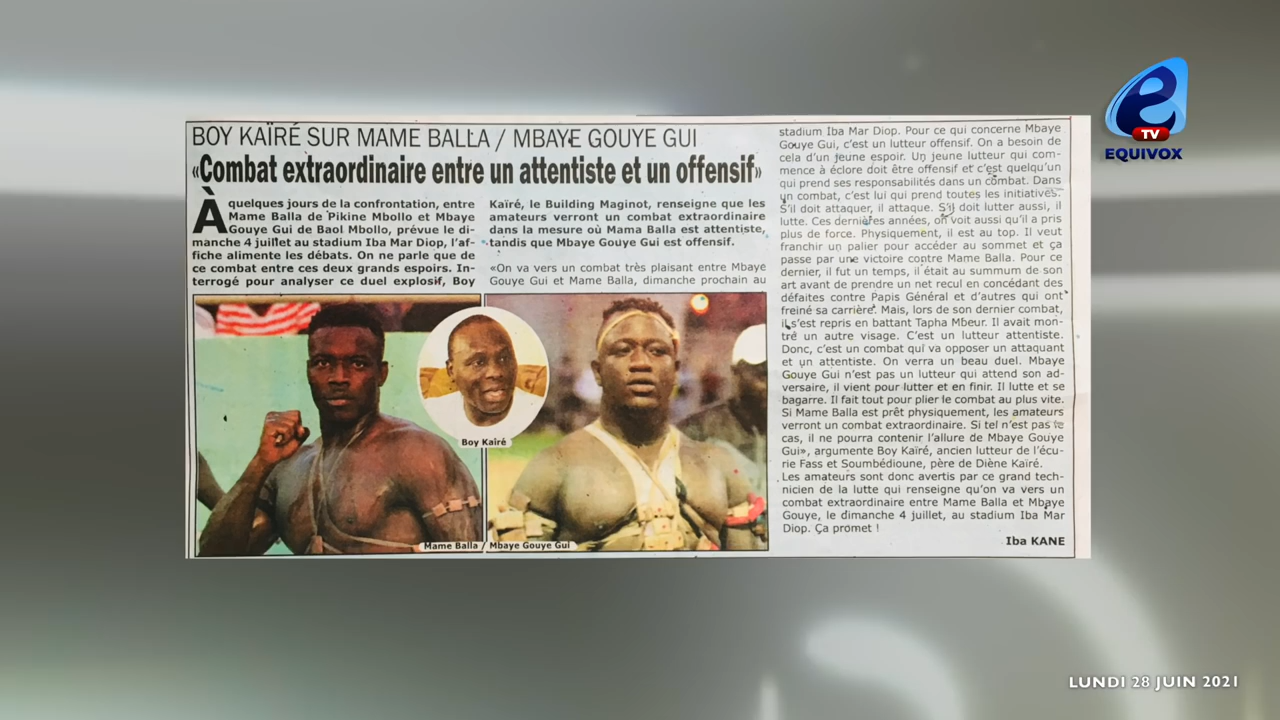 BOY KAÏRÉ SUR MAME BALLA / MBAYE GOUYE GUI
«Combat extraordinaire entre un attentiste et un offensif»
À quelques jours de la confrontation, entre
Mame Balla de Pikine Mbollo et Mbaye
Gouye Gui de Baol Mbollo, prévue le di-
manche 4 juillet au stadium Iba Mar Diop, l'af-
fiche alimente les débats. On ne parle que de
ce combat entre ces deux grands espoirs. In-
terrogé pour analyser ce duel explosif, Boy
Kaïré, le Building Maginot, renseigne que les
amateurs verront un combat extraordinaire
dans la mesure où Mama Balla est attentiste,
tandis que Mbaye Gouye Gui est offensif.
«On va vers un combat très plaisant entre Mbaye
Gouye Gui et Mame Balla, dimanche prochain au
stadium Iba Mar Diop. Pour ce qui concerne Mbaye
Gouye Gui, c'est un lutteur offensif. On a besoin de
cela d'un jeune espoir. Un jeune lutteur qui com-
mence à éclore doit être offensif et c'est quelqu'un
qui prend ses responsabilités dans un combat. Dans
un combat, c'est lui qui prend toutes les initiatives.
S'il doit attaquer, il attaque. S'il doit lutter aussi, il
lutte. Ces dernières années, on voit aussi qu'il a pris
plus de force. Physiquement, il est au top. Il veut
franchir un palier pour accéder au sommet et ça
passe par une victoire contre Mame Balla. Pour ce
dernier, il fut un temps, il était au summum de son
art avant de prendre un net recul en concédant des
défaites contre Papis Général et d'autres qui ont
freiné sa carrière. Mais, lors de son dernier combat,
il s'est repris en battant Tapha Mbeur. Il avait mon-
tré un autre visage. C'est un lutteur attentiste.
Donc, c'est un combat qui va opposer un attaquant
et un attentiste. On verra un beau duel. Mbaye
Gouye Gui n'est pas un lutteur qui attend son ad-
versaire, il vient pour lutter et en finir. Il lutte et se
bagarre. Il fait tout pour plier le combat au plus vite.
Si Mame Balla est prêt physiquement, les amateurs
verront un combat extraordinaire. Si tel n'est pas le
cas, il ne pourra contenir l'allure de Mbaye Gouye
Gui», argumente Boy Kaïré, ancien lutteur de l'écu-
rie Fass et Soumbédioune, père de Diène Kaïré.
Les amateurs sont donc avertis par ce grand tech-
nicien de la lutte qui renseigne qu'on va vers un
combat extraordinaire entre Mame Balla et Mbaye
Gouye, le dimanche 4 juillet, au stadium Iba Mar
Diop. Ça promet !
Iba KANE
Boy Kaïré
Mame Balla / Mbaye Gouye Gui
e
TV
EQUIVOX
LUNDI 28 JUIN 2021